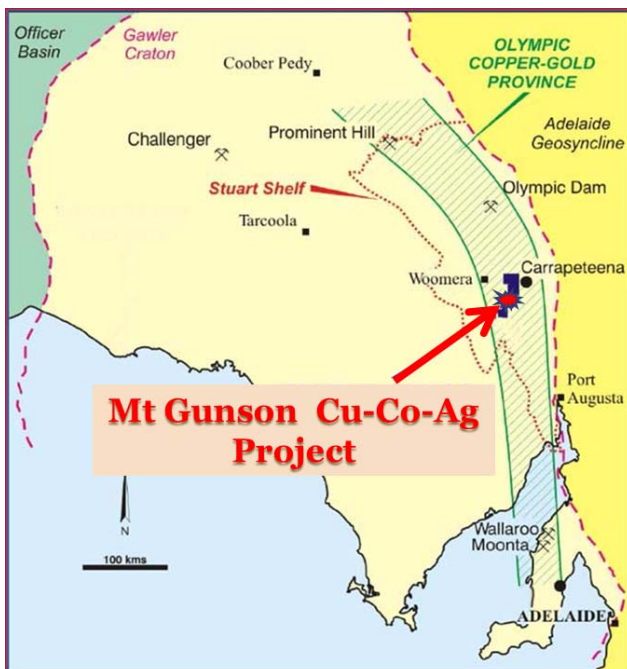 Officer
Basin
Gawler
Craton
OLYMPIC
COPPER-GOLD
PROVINCE
Coober Pedy
Adelaide
Geosyncline
Prominent Hill
Challenger
Stuart Shelf
Olympic Dam
Tarcoola
Carrapeteena
Woomera
Mt Gunson Cu-Co-Ag
Project
Port
Augusta
N
100 kms
Wallaroo
Moonta
ADELAIDE